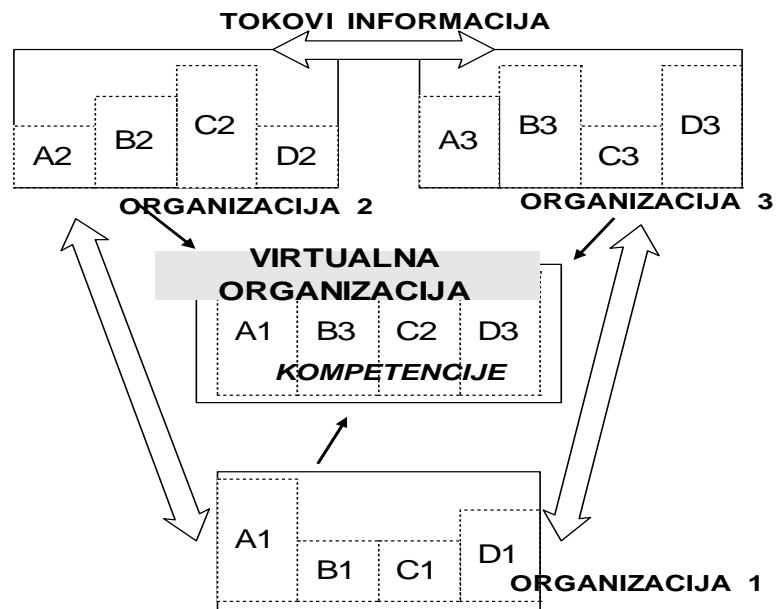 TOKOVI INFORMACIJA
A2 B2 C2 D2
A3 B3 C3 D3
ORGANIZACIJA 2
ORGANIZACIJA 3
VIRTUALNA
ORGANIZACIJA
A1 B3 C2 D3
KOMPETENCIJE
A1 B1 C1 D1
ORGANIZACIJA 1